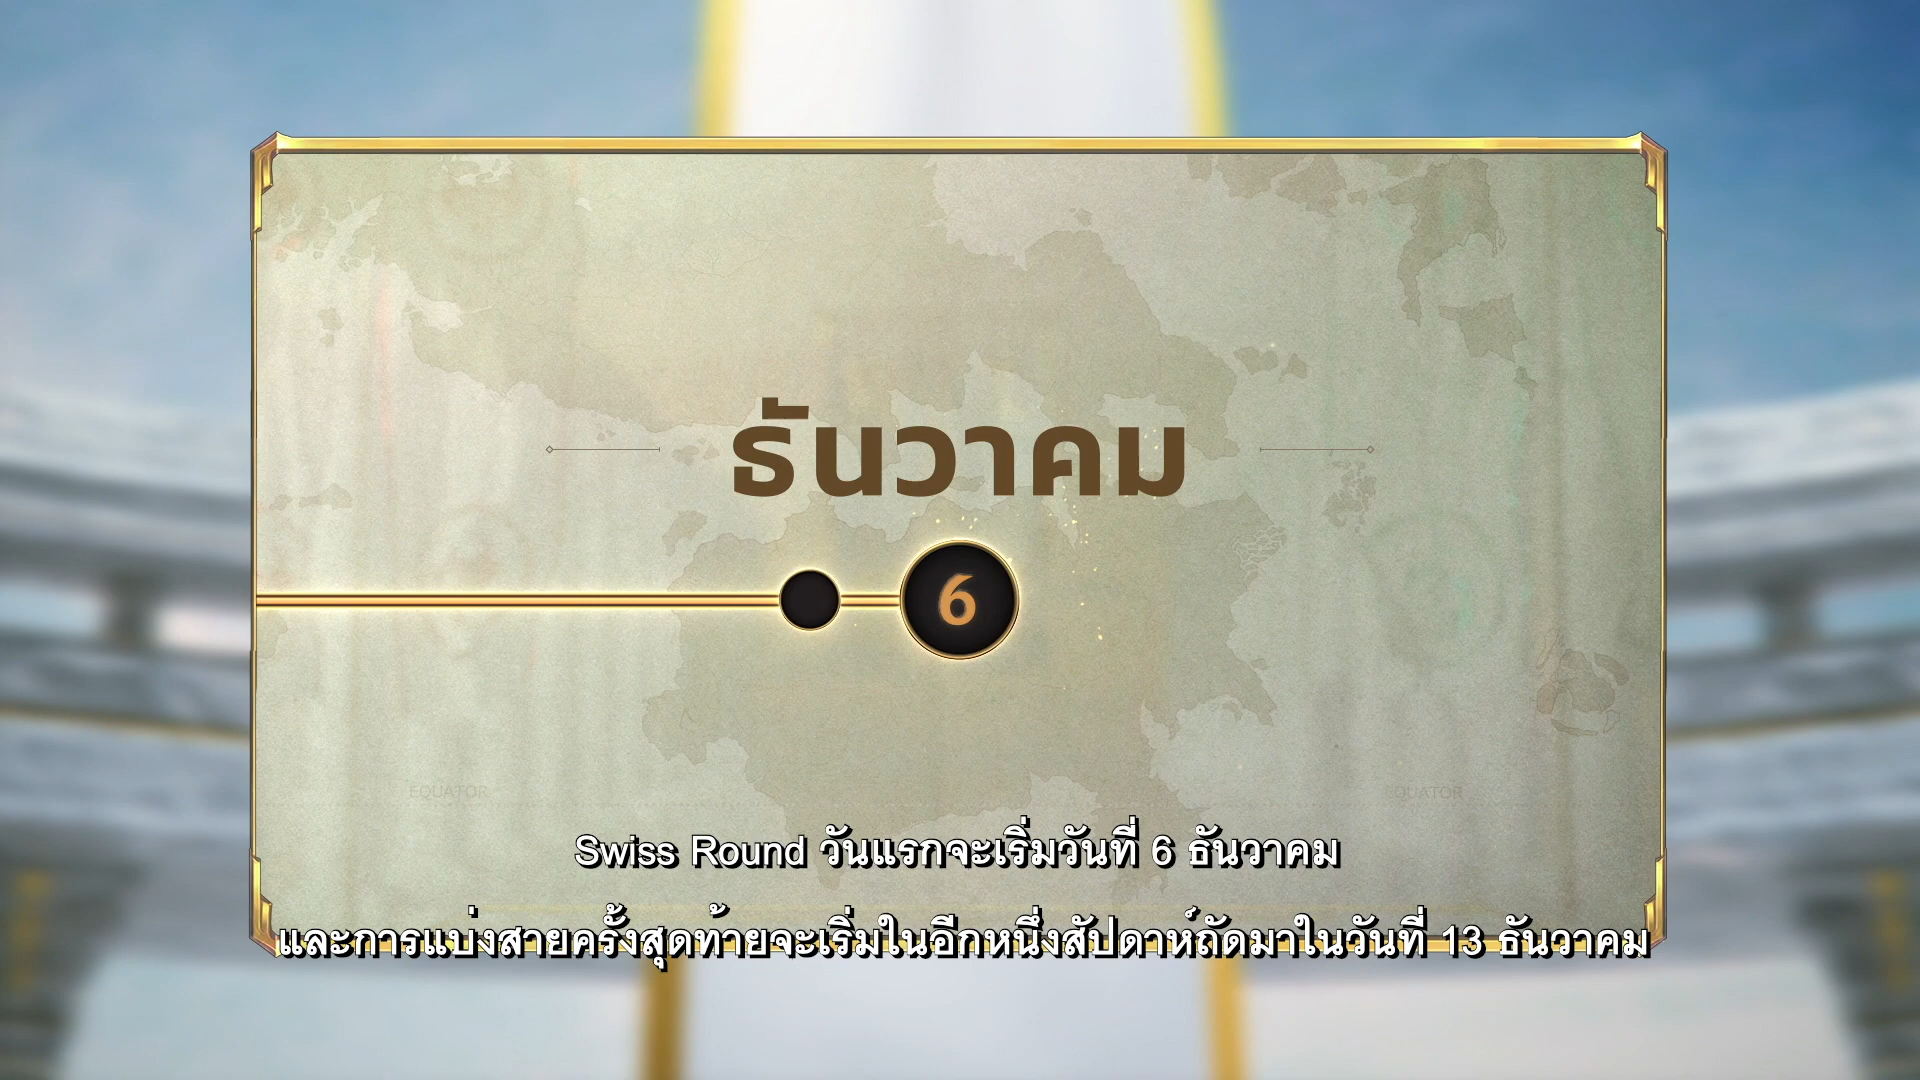 ธันวาคม
6
EQUATOR EQUATOR
Swiss Round วันแรกจะเริ่มวันที่ 6 ธันวาคม
และการแบ่งสายครั้งสุดท้ายจะเริ่มในอีกหนึ่งสัปดาห์ถัดมาในวันที่ 13 ธันวาคม